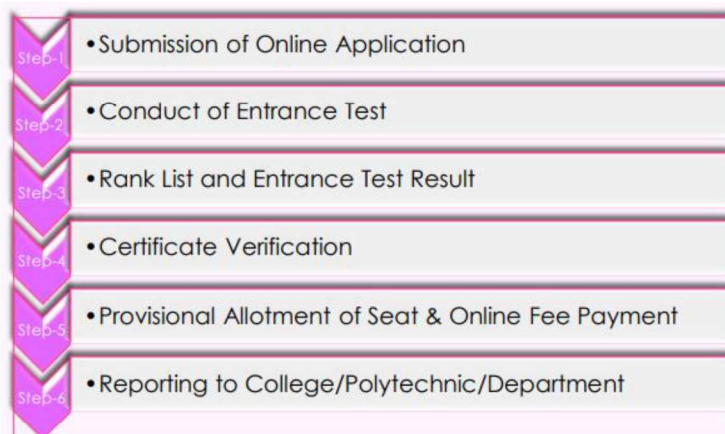 Step-1
•Submission of Online Application
Step-2
•Conduct of Entrance Test
Step-3
•Rank List and Entrance Test Result
Step-4
•Certificate Verification
Step-5
•Provisional Allotment of Seat & Online Fee Payment
Step-6
•Reporting to College/Polytechnic/Department